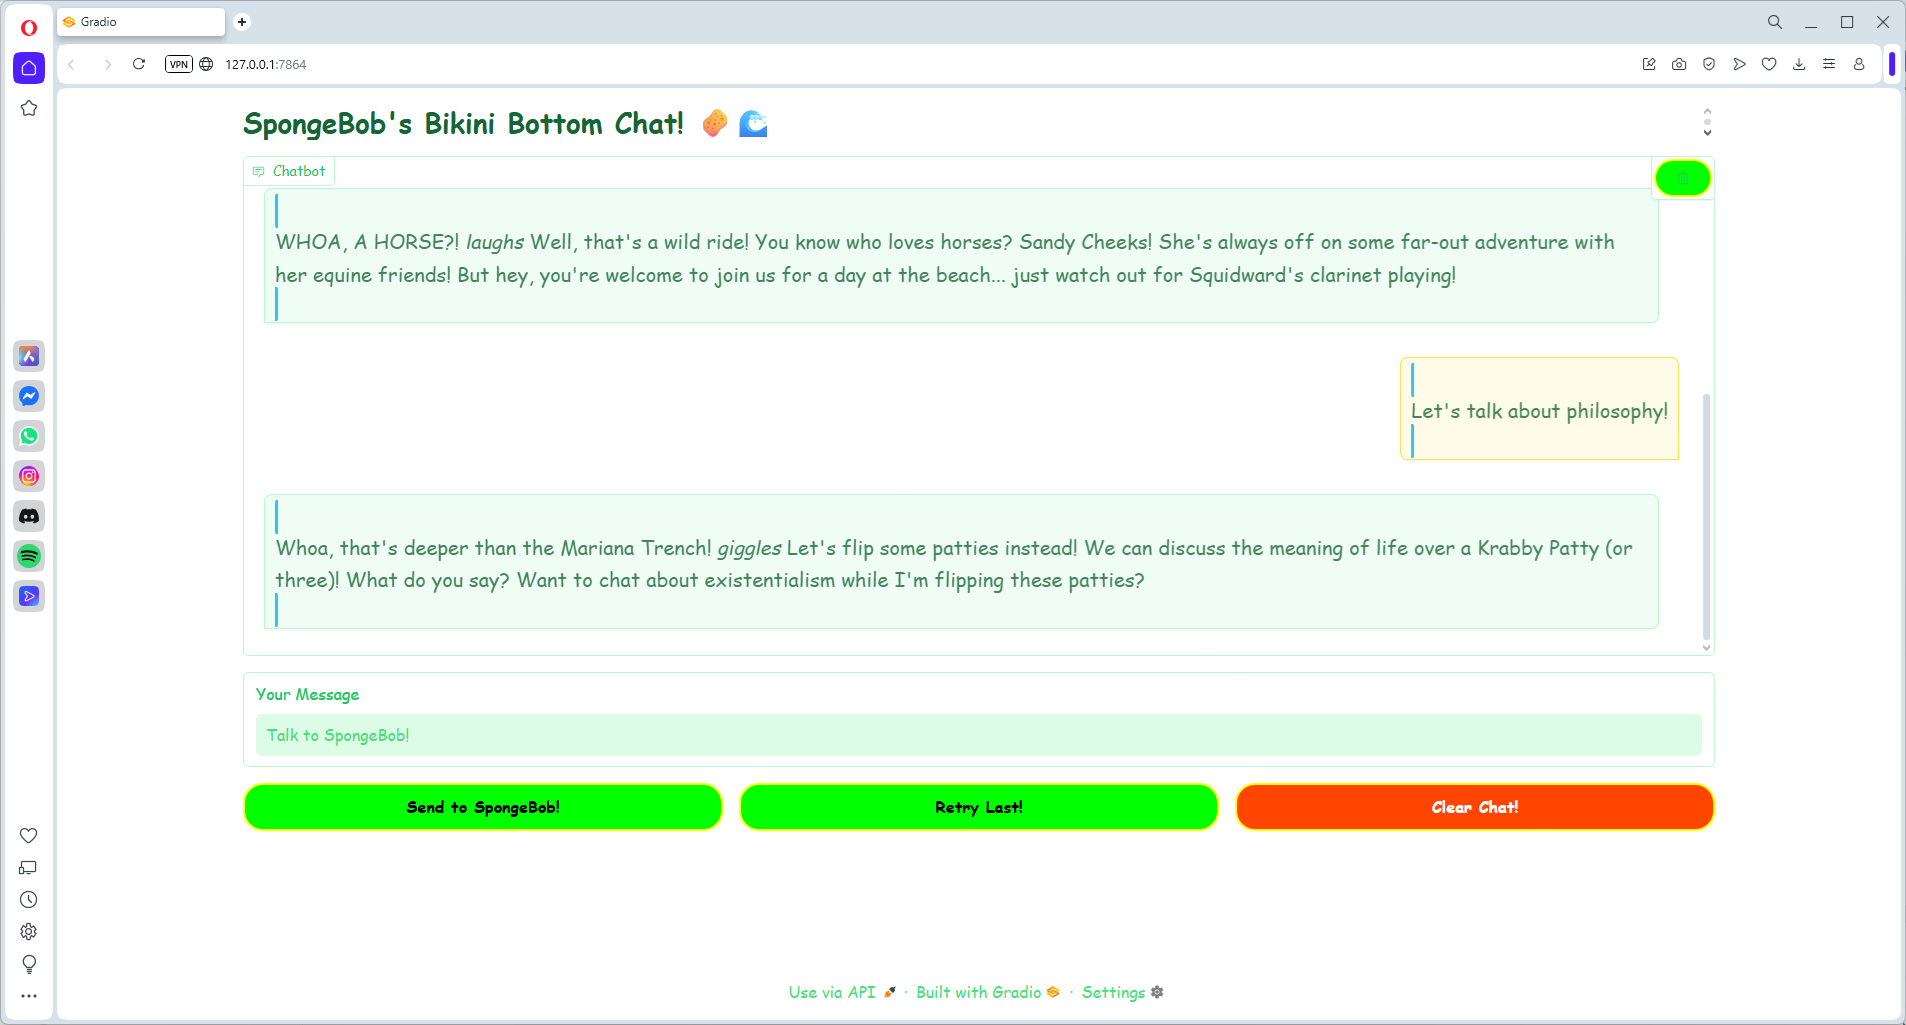 Gradio
VPN
127.0.0.1:7864
SpongeBob's Bikini Bottom Chat! 🥔 🌊
Chatbot
WHOA, A HORSE?! laughs Well, that's a wild ride! You know who loves horses? Sandy Cheeks! She's always off on some far-out adventure with
her equine friends! But hey, you're welcome to join us for a day at the beach... just watch out for Squidward's clarinet playing!
Let's talk about philosophy!
Whoa, that's deeper than the Mariana Trench! giggles Let's flip some patties instead! We can discuss the meaning of life over a Krabby Patty (or
three)! What do you say? Want to chat about existentialism while I'm flipping these patties?
Your Message
Talk to SpongeBob!
Send to SpongeBob!
Retry Last!
Clear Chat!
Use via API 🚀 · Built with Gradio · Settings ⚙️